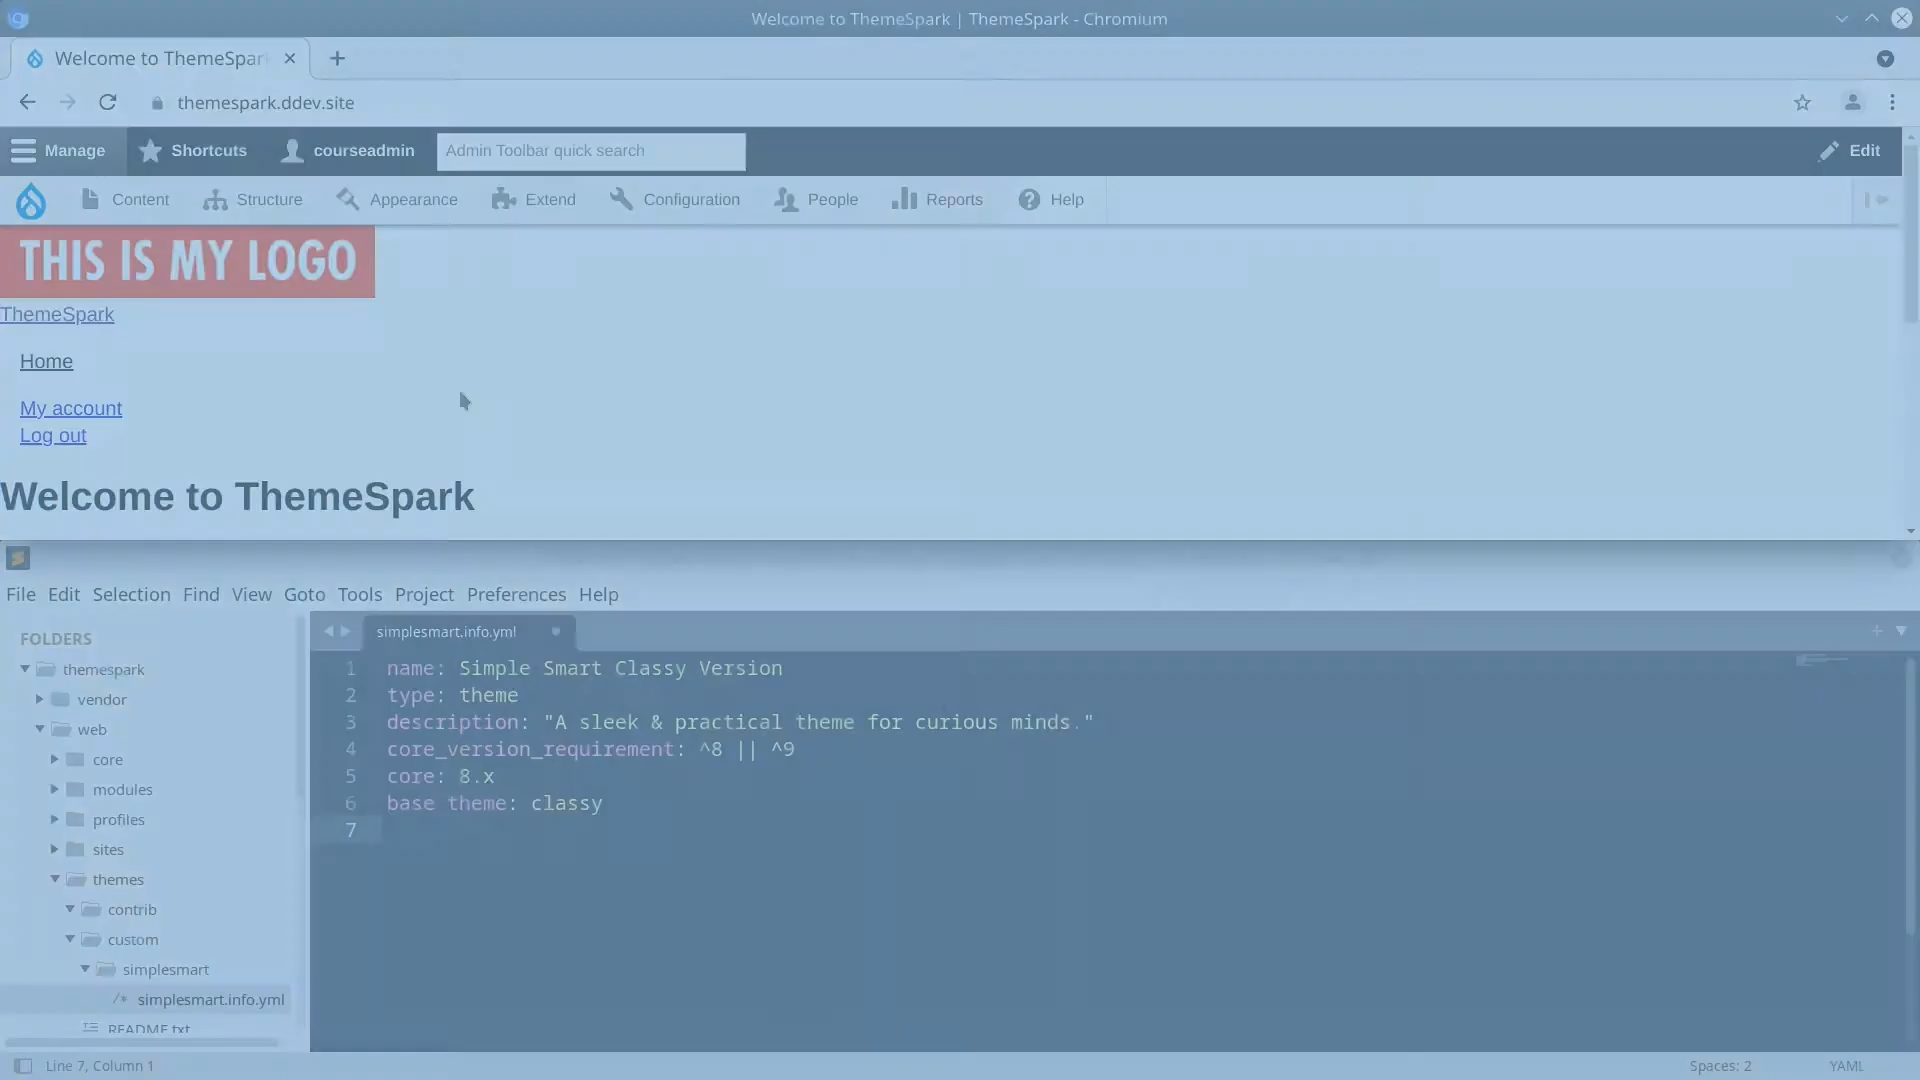 Welcome to ThemeSpark | ThemeSpark - Chromium
Welcome to ThemeSpar
themespark.ddev.site
Manage Shortcuts courseadmin Admin Toolbar quick search Edit
Content Structure Appearance Extend Configuration People Reports Help
THIS IS MY LOGO
ThemeSpark
Home
My account
Log out
Welcome to ThemeSpark
File Edit Selection Find View Goto Tools Project Preferences Help
FOLDERS
themespark
vendor
web
core
modules
profiles
sites
themes
contrib
custom
simplesmart
/* simplesmart.info.yml
README.txt
simplesmart.info.yml
1 name: Simple Smart Classy Version
2 type: theme
3 description: "A sleek & practical theme for curious minds."
4 core_version_requirement: ^8 || ^9
5 core: 8.x
6 base theme: classy
7
Line 7, Column 1 Spaces: 2 YAML